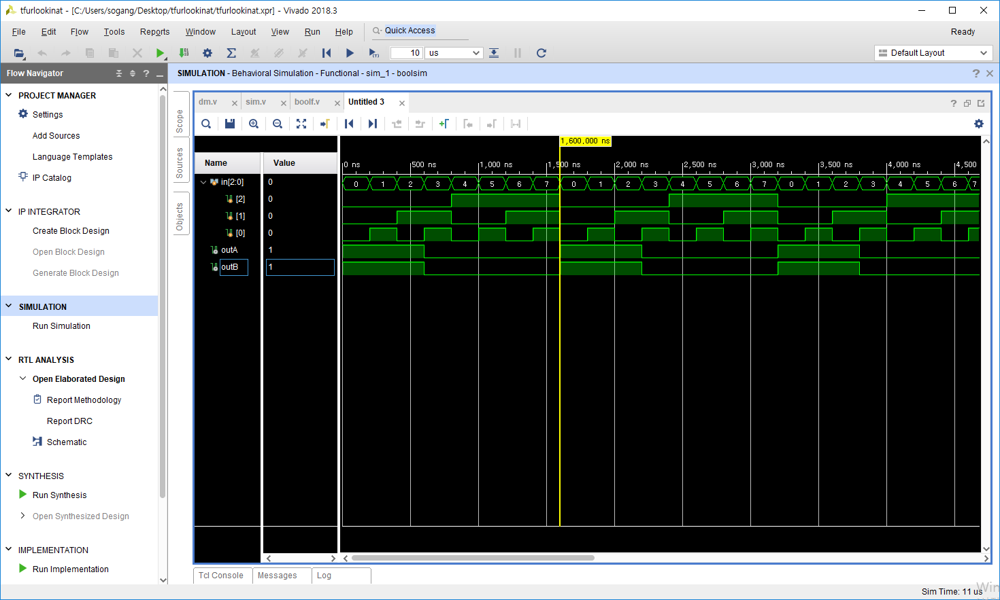 tfurlookinat - [C:/Users/sogang/Desktop/tfurlookinat/tfurlookinat.xpr] - Vivado 2018.3
File Edit Flow Tools Reports Window Layout View Run Help Quick Access Ready
10 us Default Layout
Flow Navigator
SIMULATION - Behavioral Simulation - Functional - sim_1 - boolsim
PROJECT MANAGER
Settings
Add Sources
Language Templates
IP Catalog
IP INTEGRATOR
Create Block Design
Open Block Design
Generate Block Design
SIMULATION
Run Simulation
RTL ANALYSIS
Open Elaborated Design
Report Methodology
Report DRC
Schematic
SYNTHESIS
Run Synthesis
Open Synthesized Design
IMPLEMENTATION
Run Implementation
Scope
Sources
Objects
dm.v sim.v boolf.v Untitled 3
1,600,000 ns
Name Value
0 ns 500 ns 1,000 ns 1,500 ns 2,000 ns 2,500 ns 3,000 ns 3,500 ns 4,000 ns 4,500
in[2:0] 0 0 1 2 3 4 5 6 7 0 1 2 3 4 5 6 7 0 1 2 3 4 5 6 7
[2] 0
[1] 0
[0] 0
outA 1
outB 1
Tcl Console Messages Log
Sim Time: 11 us
Win